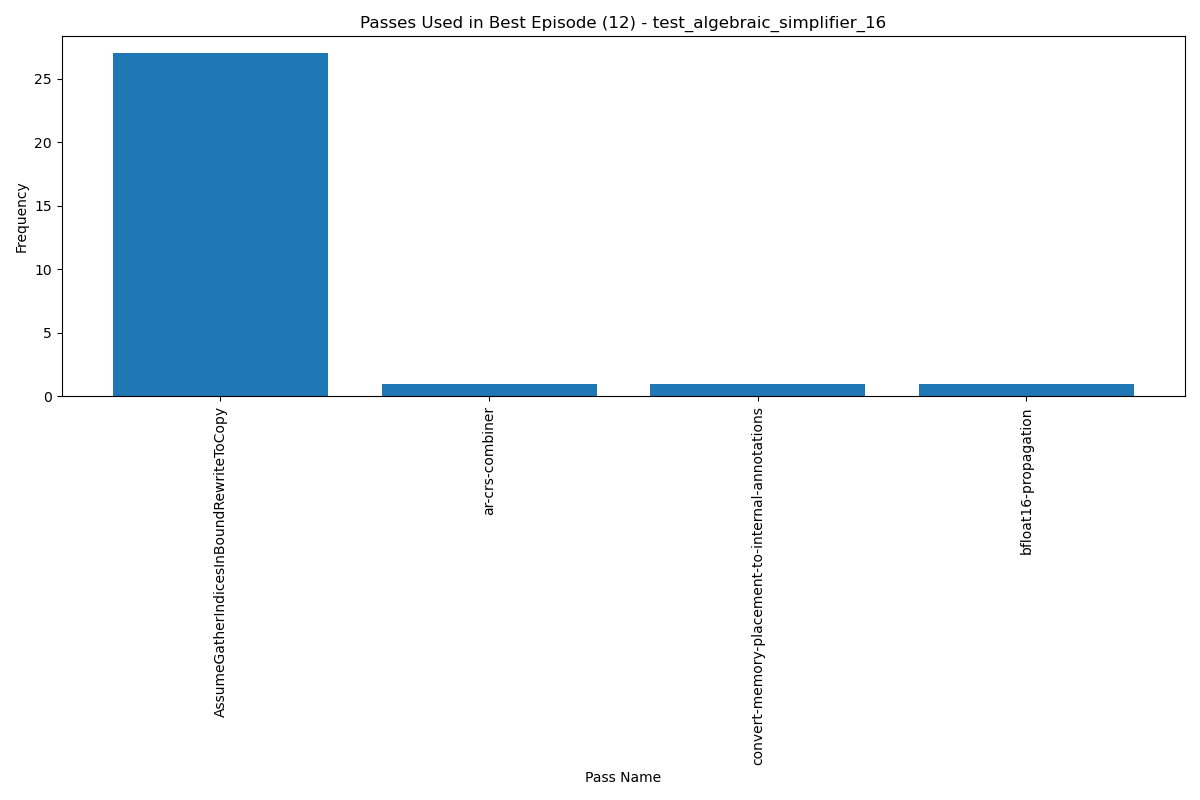 Passes Used in Best Episode (12) - test_algebraic_simplifier_16
Frequency
25
20
15
10
5
0
AssumeGatherIndicesInBoundRewriteToCopy
ar-crs-combiner
convert-memory-placement-to-internal-annotations
bfloat16-propagation
Pass Name